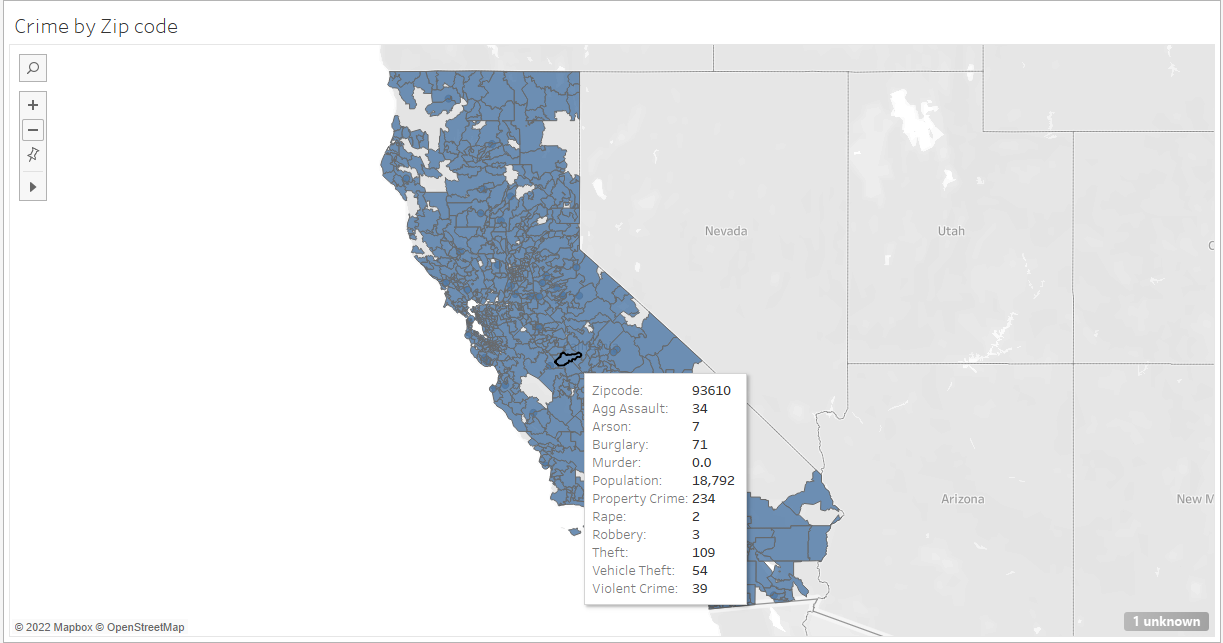 Crime by Zip code
Nevada
Utah
Arizona
New M
Zipcode: 93610
Agg Assault: 34
Arson: 7
Burglary: 71
Murder: 0.0
Population: 18,792
Property Crime: 234
Rape: 2
Robbery: 3
Theft: 109
Vehicle Theft: 54
Violent Crime: 39
© 2022 Mapbox © OpenStreetMap
1 unknown